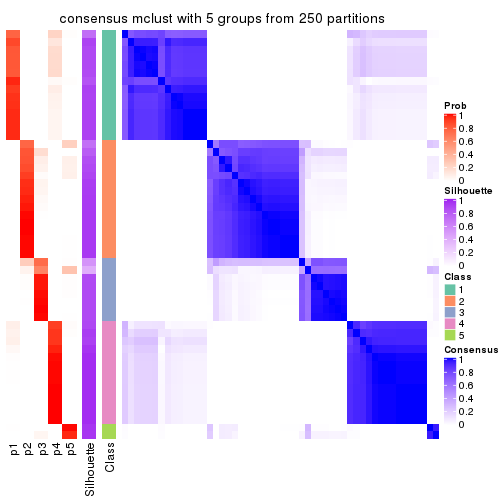 consensus mclust with 5 groups from 250 partitions
Prob
1
0.8
0.6
0.4
0.2
0
Silhouette
1
0.8
0.6
0.4
0.2
0
Class
1
2
3
4
5
Consensus
1
0.8
0.6
0.4
0.2
0
p1
p2
p3
p4
p5
Silhouette
Class